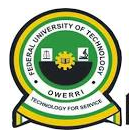 FEDERAL UNIVERSITY OF TECHNOLOGY
OWERRI
TECHNOLOGY FOR SERVICE